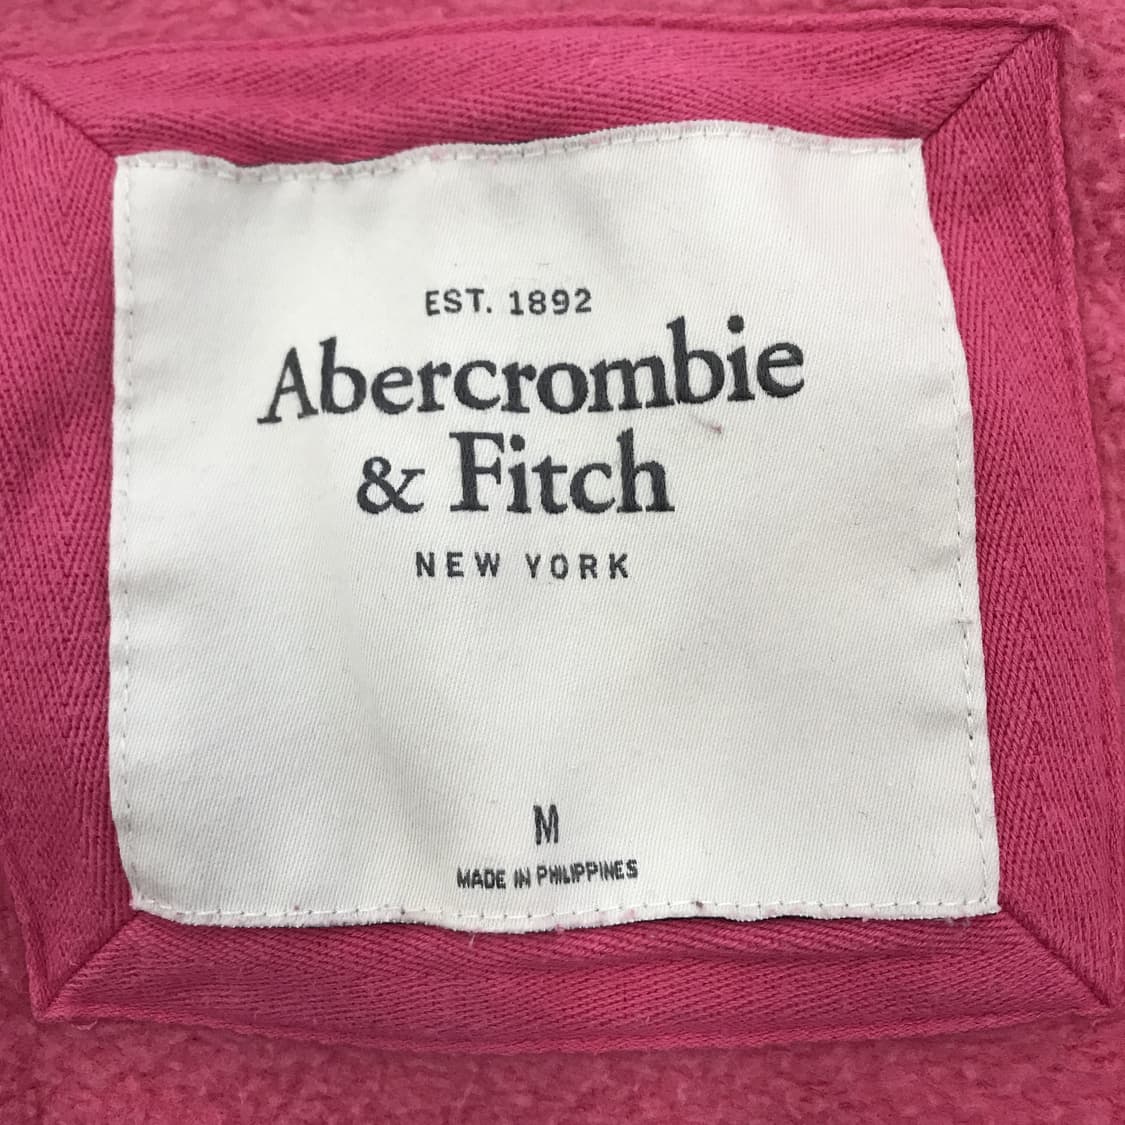 EST. 1892
Abercrombie
& Fitch
NEW YORK
M
MADE IN PHILIPPINES